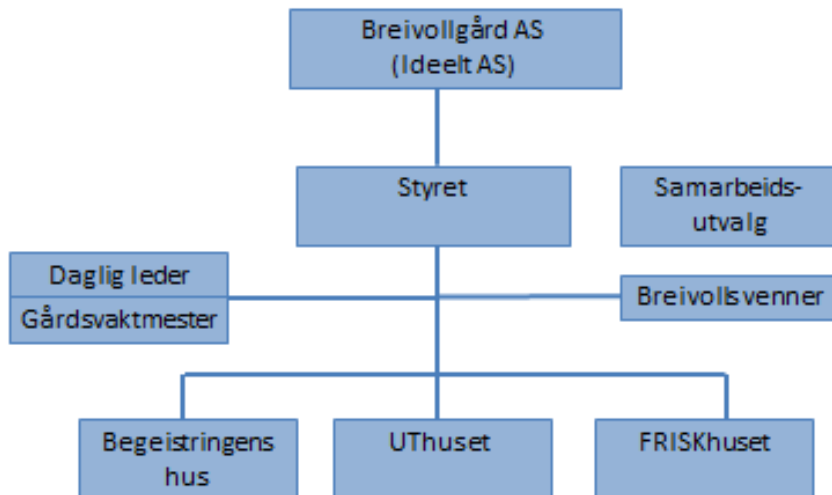 Breivollgård AS
(Ideelt AS)
Styret
Samarbeids-
utvalg
Daglig leder
Gårdsvaktmester
Breivollsvenner
Begeistringens
hus
UThuset
FRISKhuset